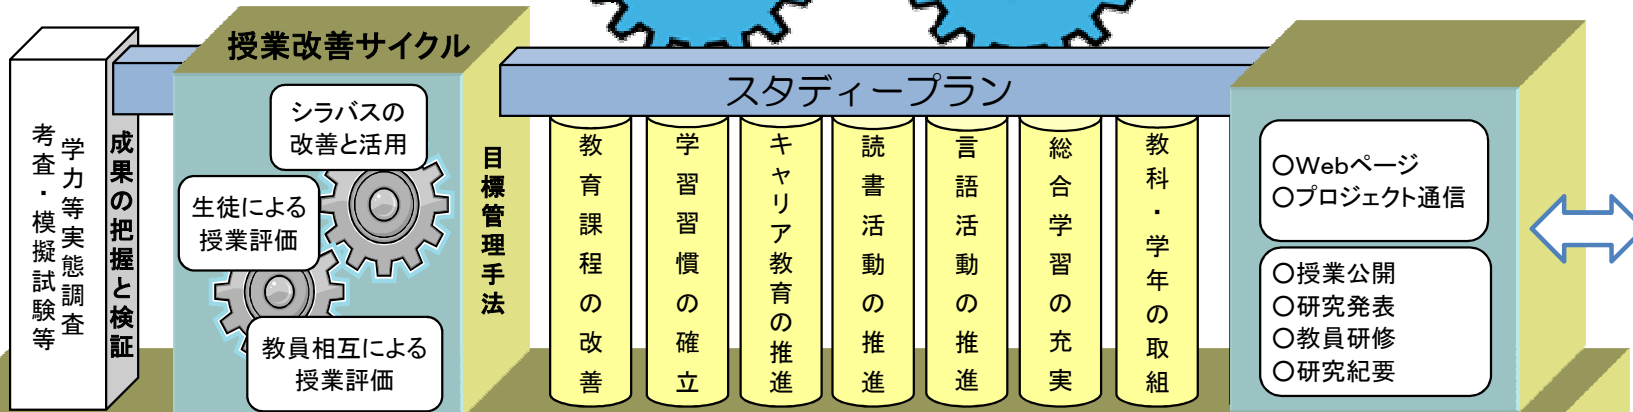 学力等実態調査
考査・模擬試験等
成果の把握と検証
授業改善サイクル
シラバスの
改善と活用
生徒による
授業評価
教員相互による
授業評価
目標管理手法
スタディープラン
教育課程の改善
学習習慣の確立
キャリア教育の推進
読書活動の推進
言語活動の推進
総合学習の充実
教科・学年の取組
○Webページ
○プロジェクト通信
○授業公開
○研究発表
○教員研修
○研究紀要